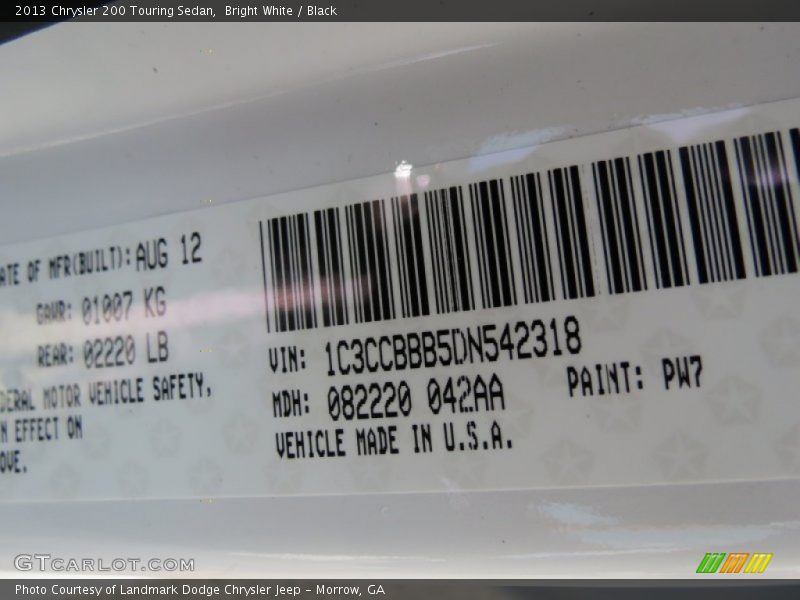 2013 Chrysler 200 Touring Sedan, Bright White / Black
ATE OF MFR(BUILT): AUG 12
GAWR: 01007 KG
REAR: 02220 LB
DERAL MOTOR VEHICLE SAFETY,
N EFFECT ON
OVE.
VIN: 1C3CCBBB5DN542318
MDH: 082220 042AA
PAINT: PW7
VEHICLE MADE IN U.S.A.
GTCARLOT.COM
Photo Courtesy of Landmark Dodge Chrysler Jeep - Morrow, GA